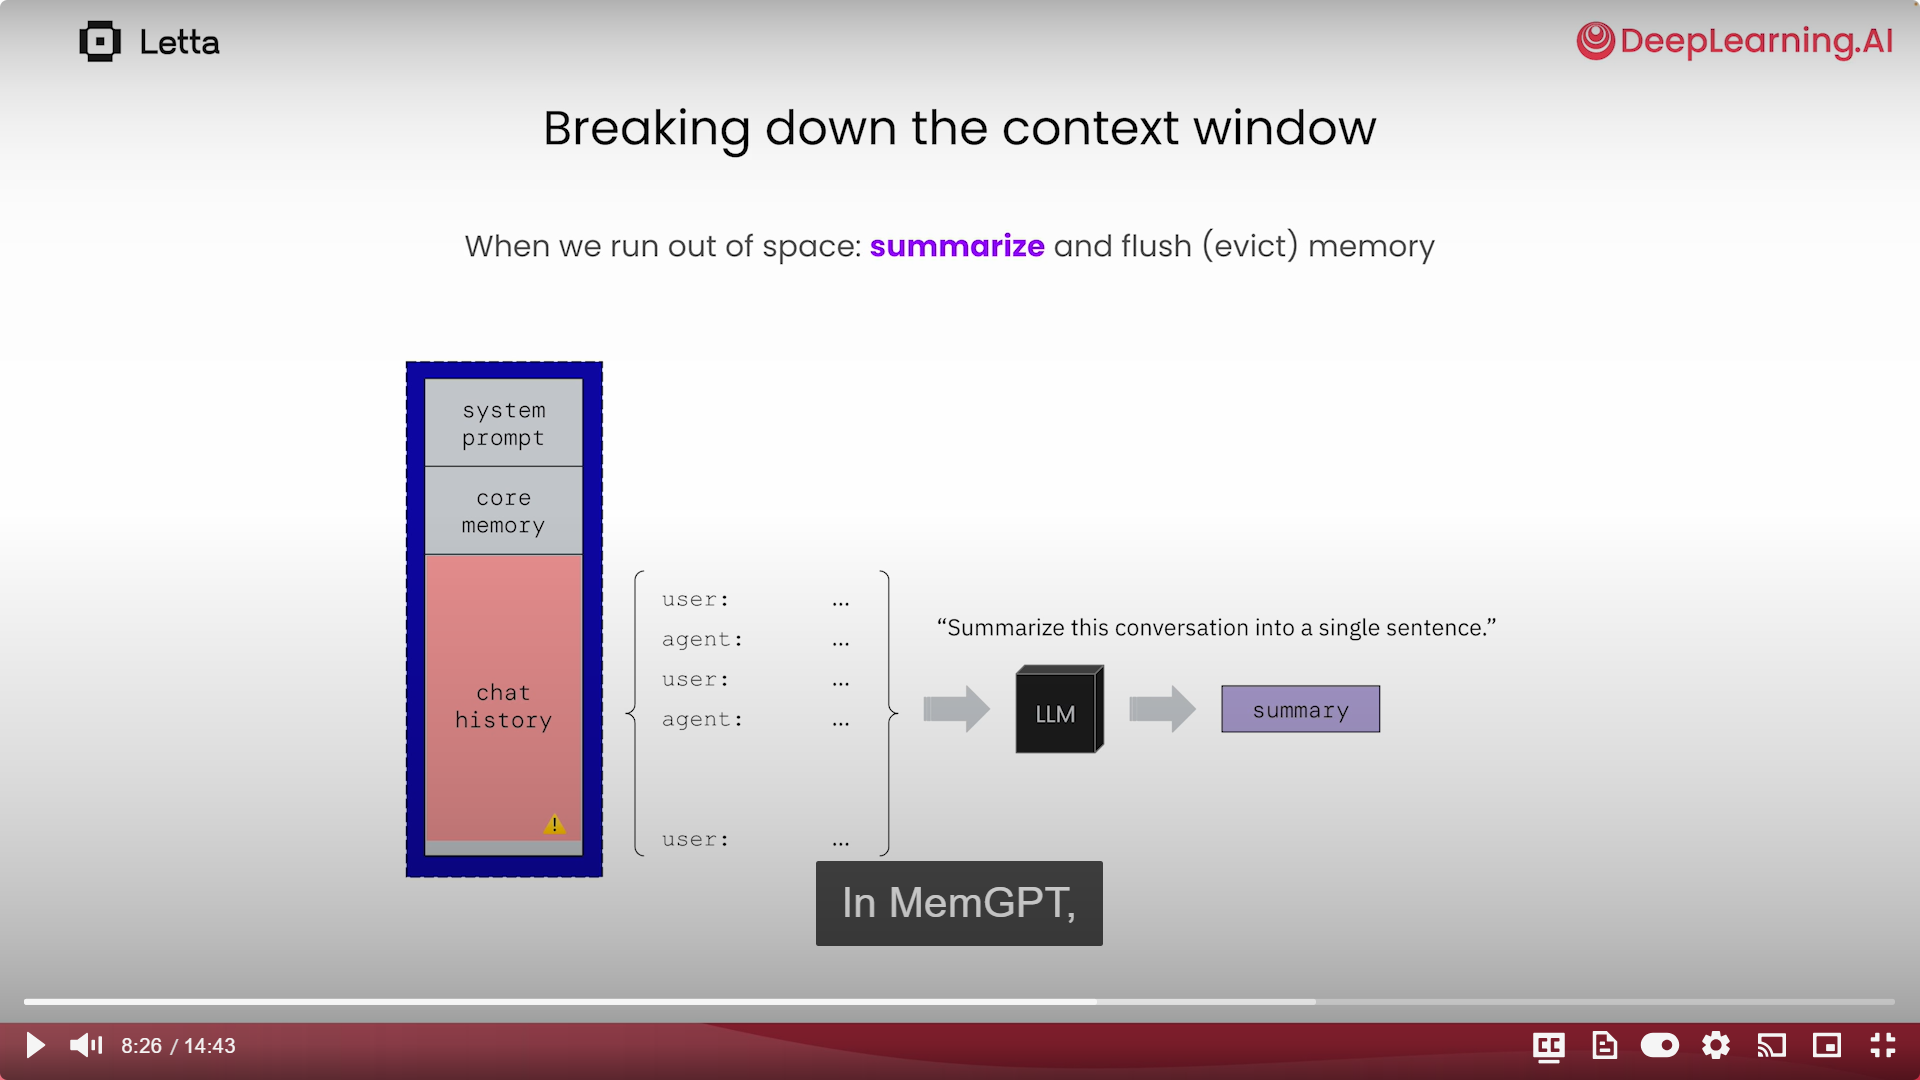 Letta
DeepLearning.AI
Breaking down the context window
When we run out of space: summarize and flush (evict) memory
system
prompt
core
memory
chat
history
user: ...
agent: ...
user: ...
agent: ...
user: ...
“Summarize this conversation into a single sentence.”
LLM
summary
In MemGPT,
8:26 / 14:43
CC